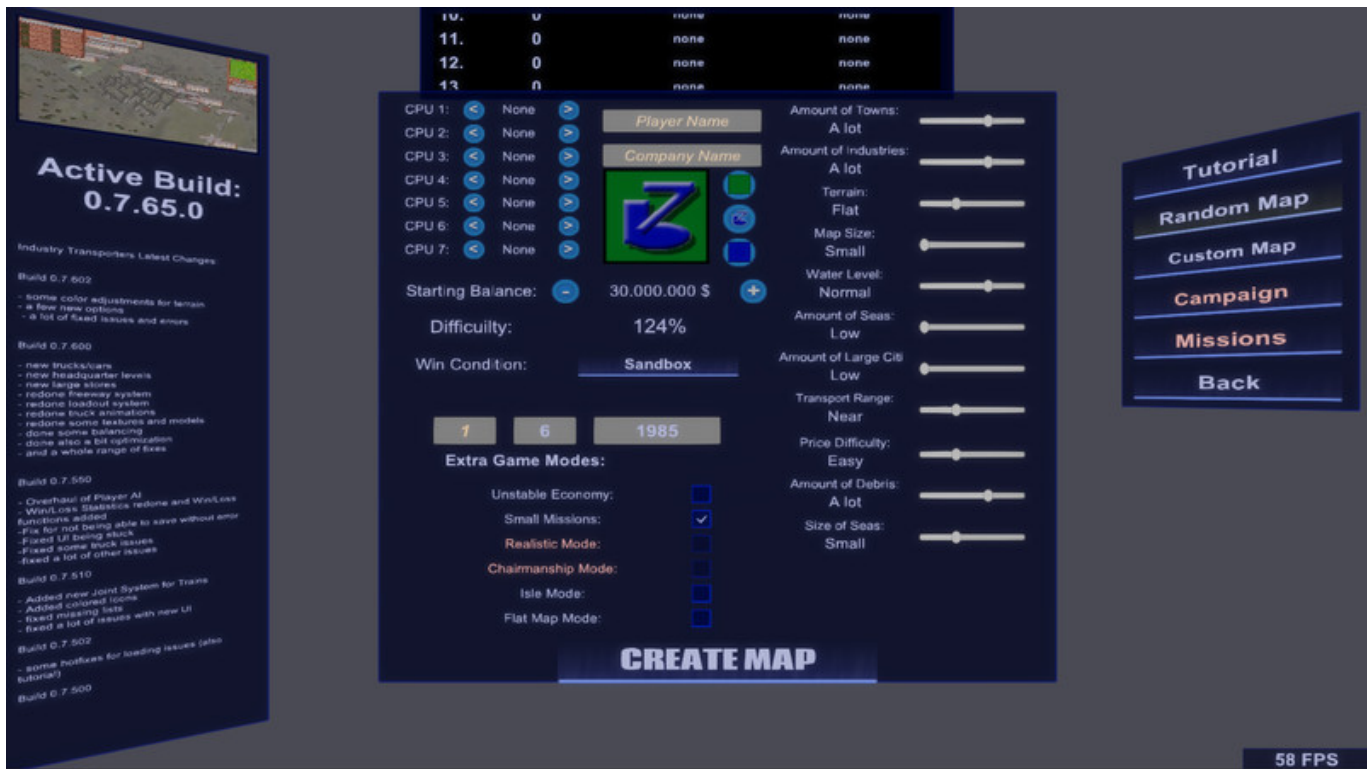 Active Build:
0.7.65.0
Industry Transporters Latest Changes:
Build 0.7.602
- some color adjustments for terrain
- a few new options
- a lot of fixed issues and errors
Build 0.7.600
- new trucks/cars
- new headquarter levels
- new large stores
- redone freeway system
- redone loadout system
- redone truck animations
- redone some textures and models
- done some balancing
- done also a bit optimization
- and a whole range of fixes
Build 0.7.550
- Overhaul of Player AI
- Win/Loss Statistics redone and Win/Loss
functions added
-Fix for not being able to save without error
-Fixed UI being stuck
-Fixed some truck issues
-fixed a lot of other issues
Build 0.7.510
- Added new Joint System for Trains
- Added colored Icons
- fixed missing lists
- fixed a lot of issues with new UI
Build 0.7.502
- some hotfixes for loading issues (also
tutorial!)
Build 0.7.500
10. 0 none none
11. 0 none none
12. 0 none none
13. 0 none none
CPU 1: < None >
CPU 2: < None >
CPU 3: < None >
CPU 4: < None >
CPU 5: < None >
CPU 6: < None >
CPU 7: < None >
Player Name
Company Name
Starting Balance: - 30.000.000 $ +
Difficuilty: 124%
Win Condition: Sandbox
1 6 1985
Extra Game Modes:
Unstable Economy:
Small Missions:
Realistic Mode:
Chairmanship Mode:
Isle Mode:
Flat Map Mode:
CREATE MAP
Amount of Towns:
A lot
Amount of Industries:
A lot
Terrain:
Flat
Map Size:
Small
Water Level:
Normal
Amount of Seas:
Low
Amount of Large Citi
Low
Transport Range:
Near
Price Difficulty:
Easy
Amount of Debris:
A lot
Size of Seas:
Small
Tutorial
Random Map
Custom Map
Campaign
Missions
Back
58 FPS